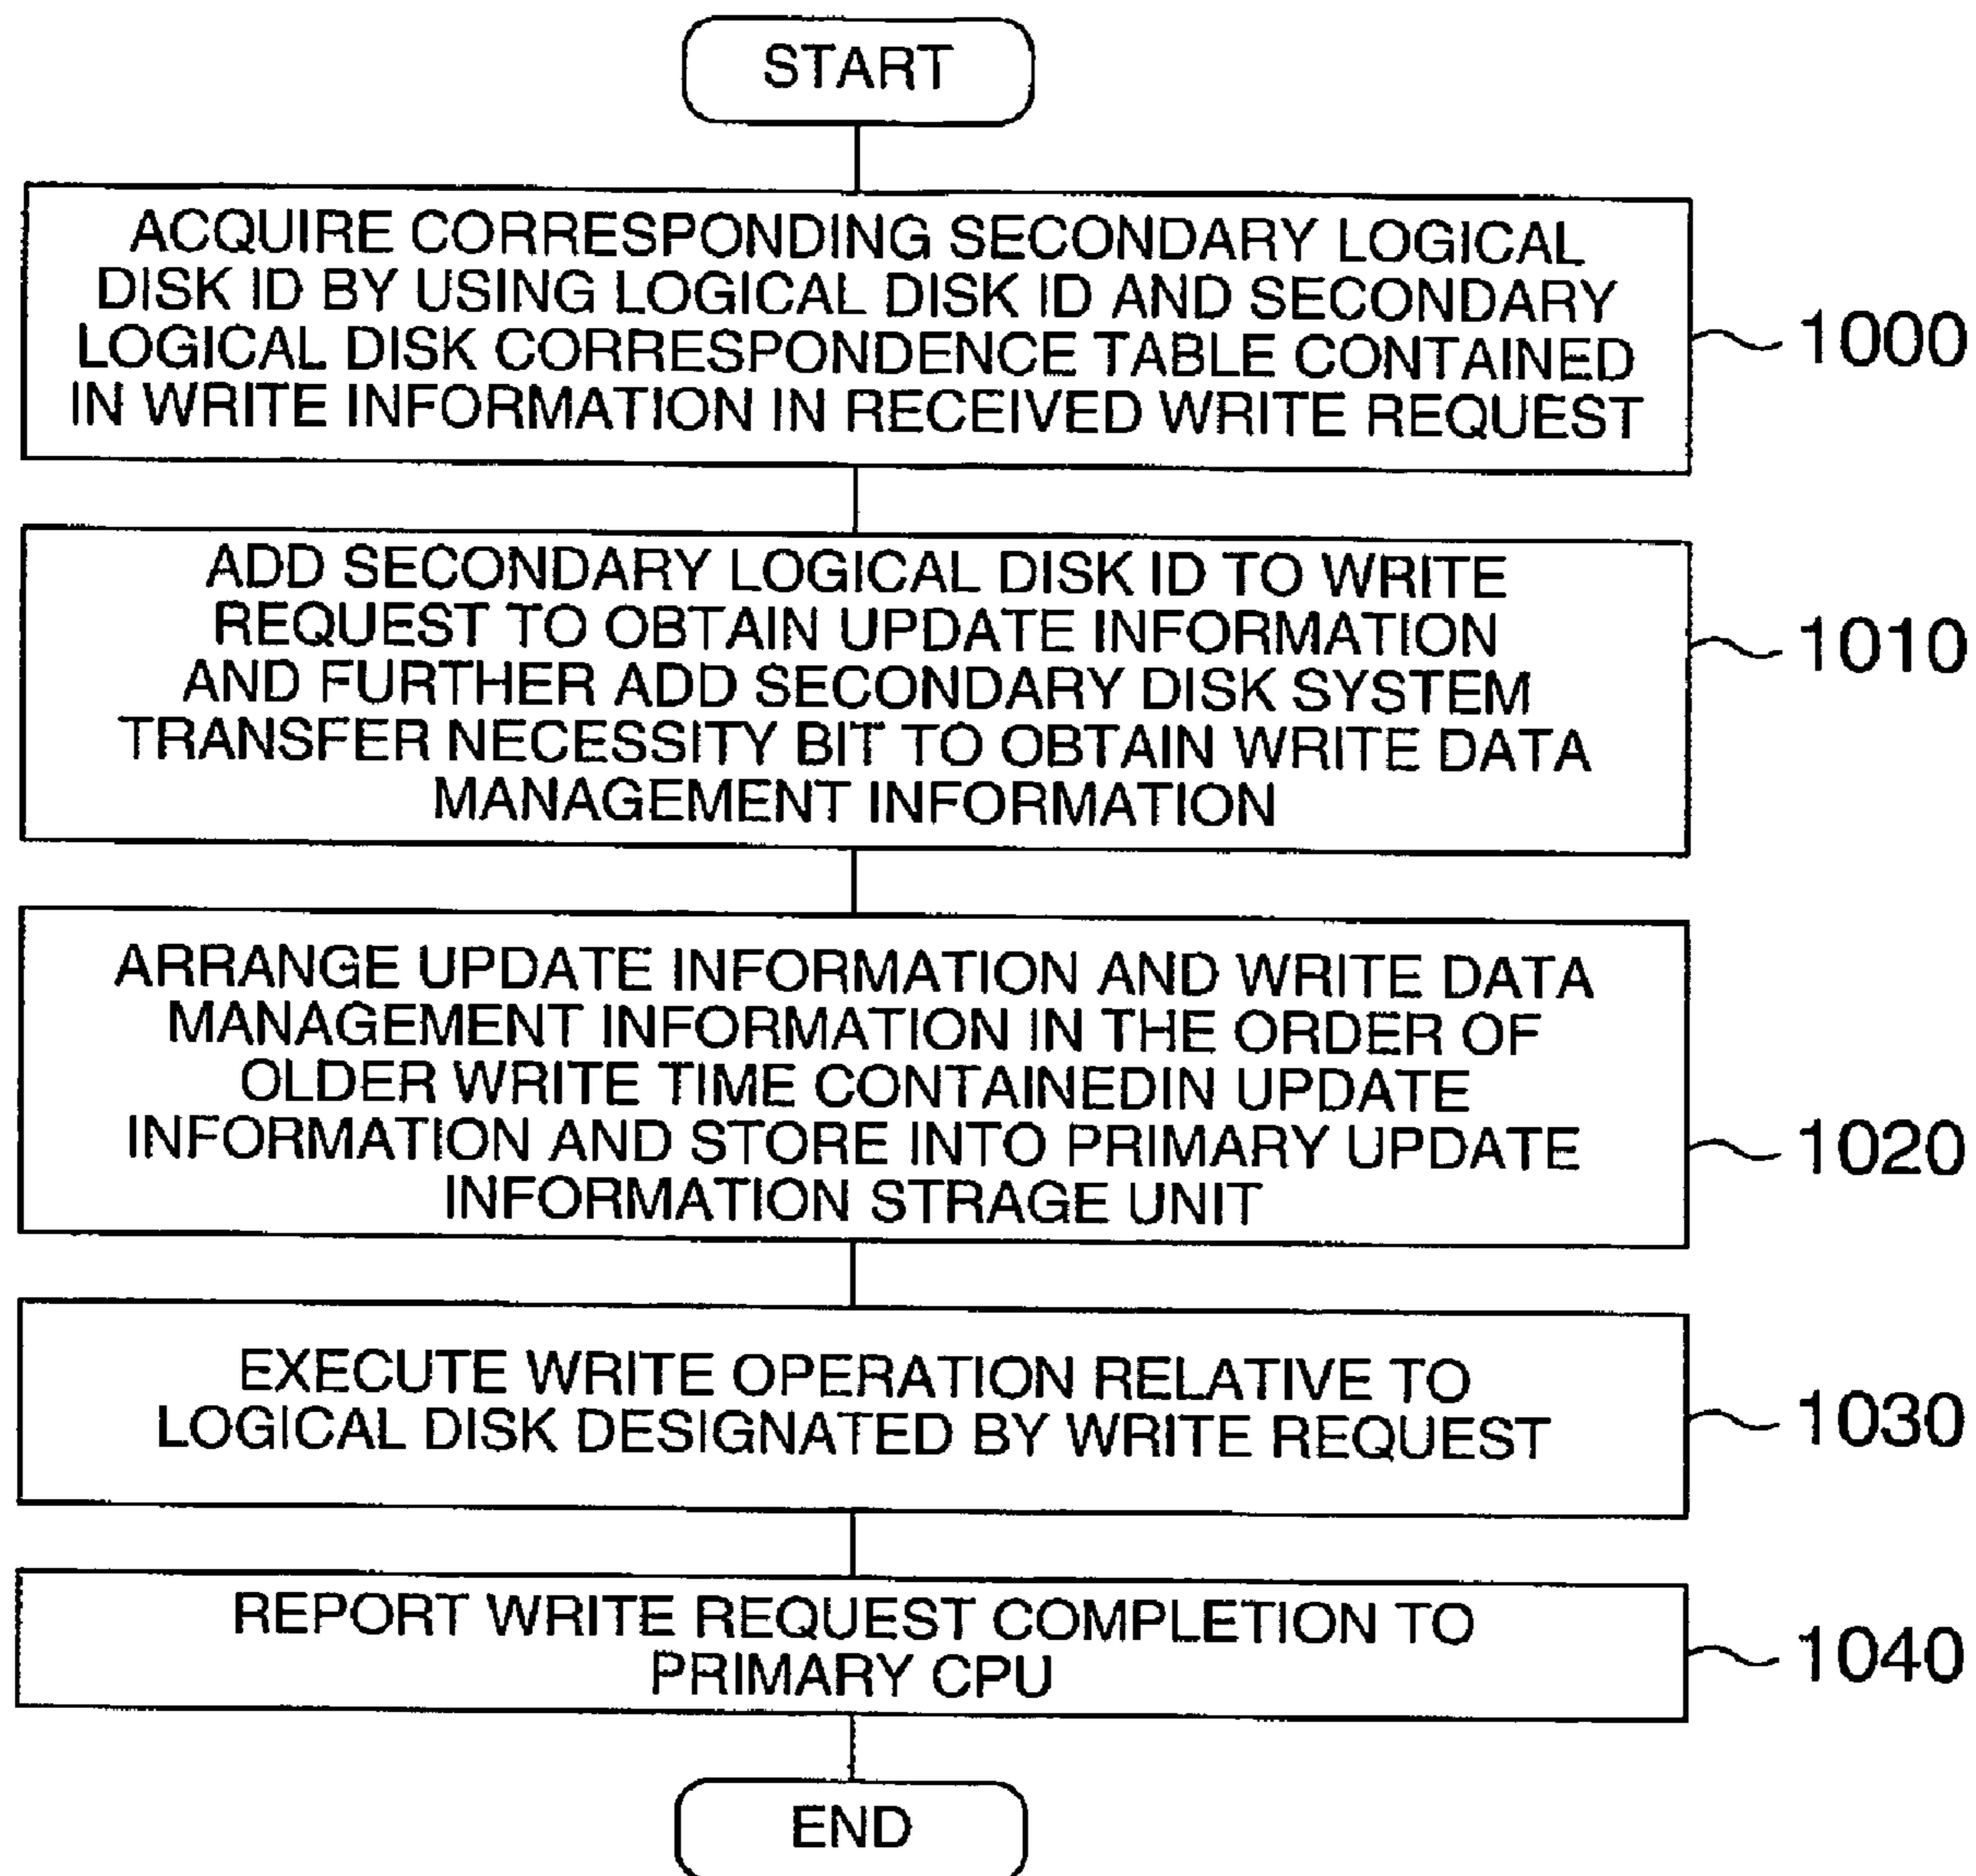 START
ACQUIRE CORRESPONDING SECONDARY LOGICAL
DISK ID BY USING LOGICAL DISK ID AND SECONDARY
LOGICAL DISK CORRESPONDENCE TABLE CONTAINED
IN WRITE INFORMATION IN RECEIVED WRITE REQUEST
1000
ADD SECONDARY LOGICAL DISK ID TO WRITE
REQUEST TO OBTAIN UPDATE INFORMATION
AND FURTHER ADD SECONDARY DISK SYSTEM
TRANSFER NECESSITY BIT TO OBTAIN WRITE DATA
MANAGEMENT INFORMATION
1010
ARRANGE UPDATE INFORMATION AND WRITE DATA
MANAGEMENT INFORMATION IN THE ORDER OF
OLDER WRITE TIME CONTAINEDIN UPDATE
INFORMATION AND STORE INTO PRIMARY UPDATE
INFORMATION STRAGE UNIT
1020
EXECUTE WRITE OPERATION RELATIVE TO
LOGICAL DISK DESIGNATED BY WRITE REQUEST
1030
REPORT WRITE REQUEST COMPLETION TO
PRIMARY CPU
1040
END